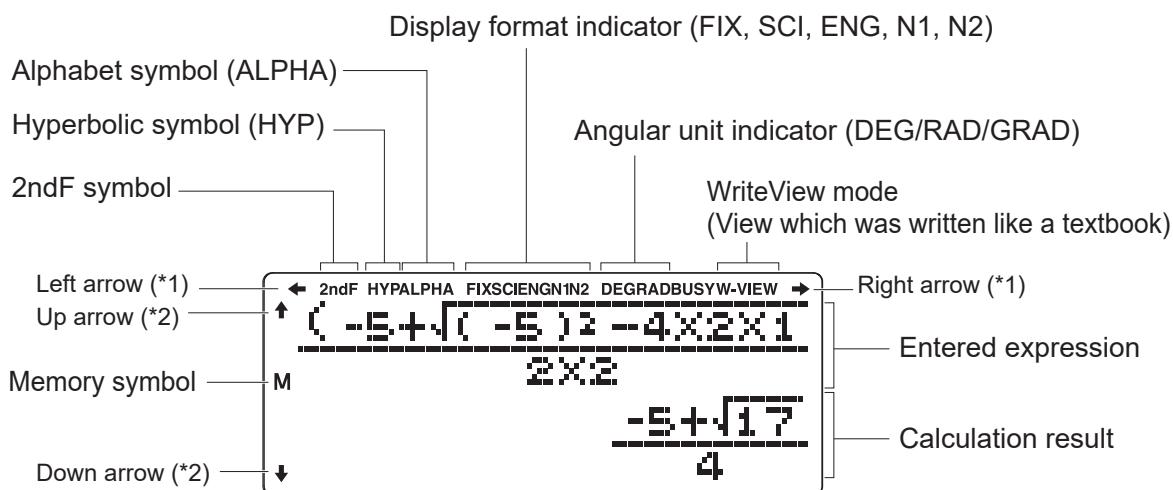 Display format indicator (FIX, SCI, ENG, N1, N2)
Alphabet symbol (ALPHA)
Hyperbolic symbol (HYP)
Angular unit indicator (DEG/RAD/GRAD)
2ndF symbol
WriteView mode
(View which was written like a textbook)
Left arrow (*1)
← 2ndF HYPALPHA FIXSCIENGN1N2 DEGRADBUSYW-VIEW →
Right arrow (*1)
Up arrow (*2)
↑
( -5+√( -5 )² -4×2×1
2×2
Entered expression
Memory symbol
M
-5+√17
4
Calculation result
Down arrow (*2)
↓